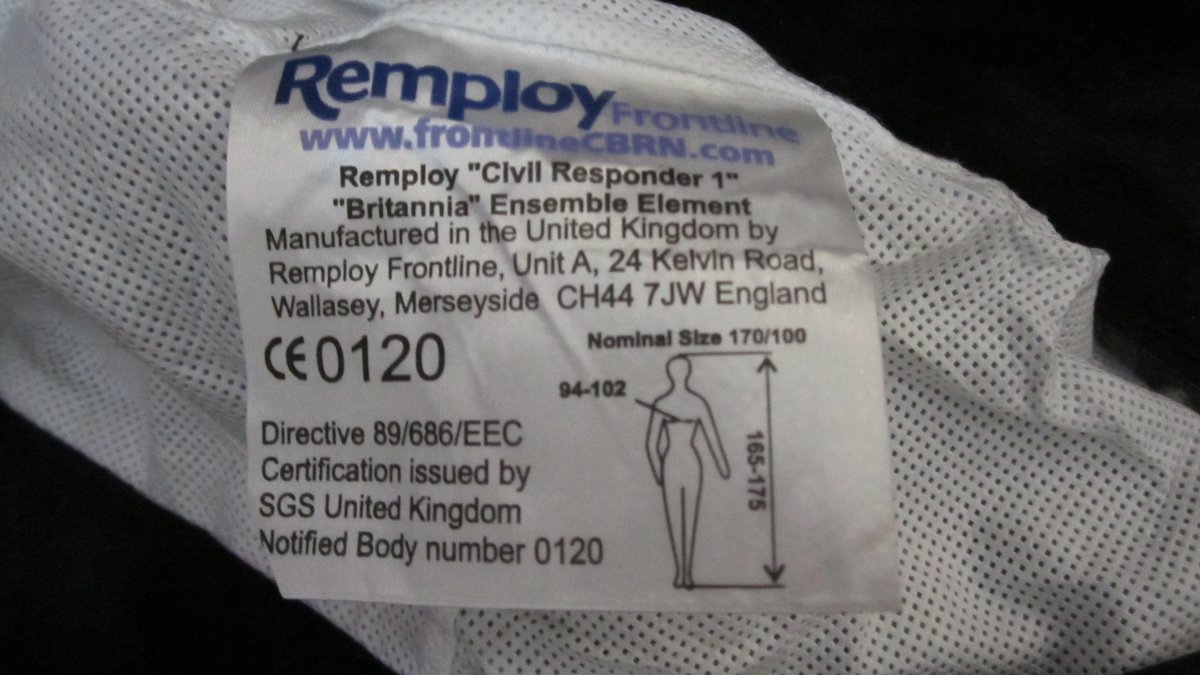 Remploy Frontline
www.frontlineCBRN.com
Remploy "Civil Responder 1"
"Britannia" Ensemble Element
Manufactured in the United Kingdom by
Remploy Frontline, Unit A, 24 Kelvin Road,
Wallasey, Merseyside CH44 7JW England
CE0120
Nominal Size 170/100
94-102
165-175
Directive 89/686/EEC
Certification issued by
SGS United Kingdom
Notified Body number 0120